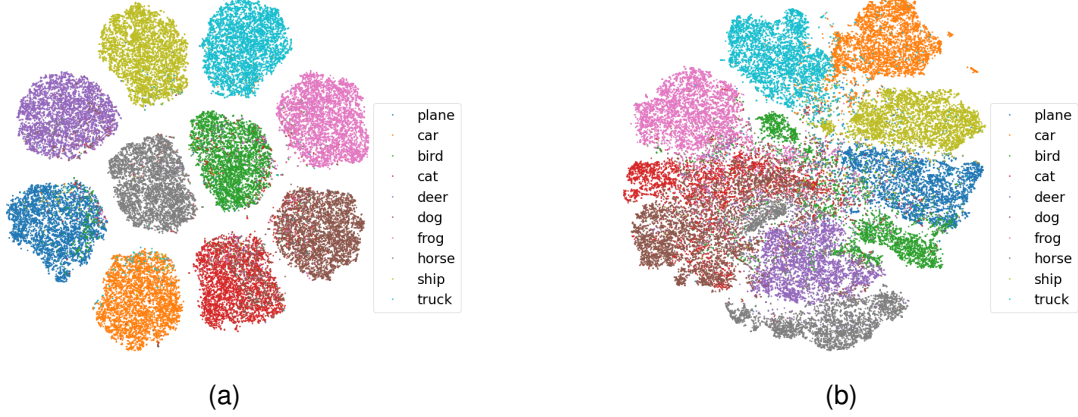 plane
car
bird
cat
deer
dog
frog
horse
ship
truck
plane
car
bird
cat
deer
dog
frog
horse
ship
truck
(a)
(b)